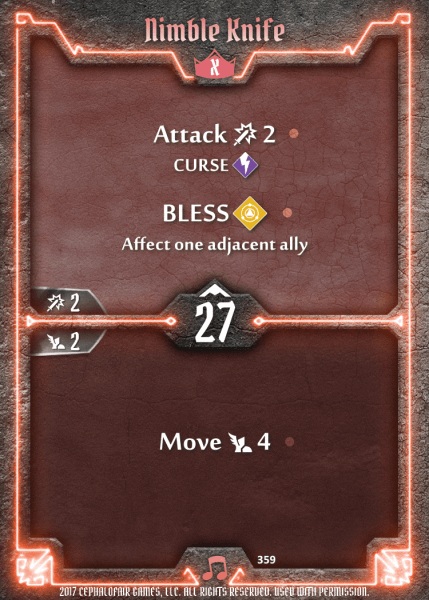 Nimble Knife
X
Attack 2
CURSE
BLESS
Affect one adjacent ally
2
27
2
Move 4
359
2017 CEPHALOFAIR GAMES, LLC. ALL RIGHTS RESERVED. USED WITH PERMISSION.